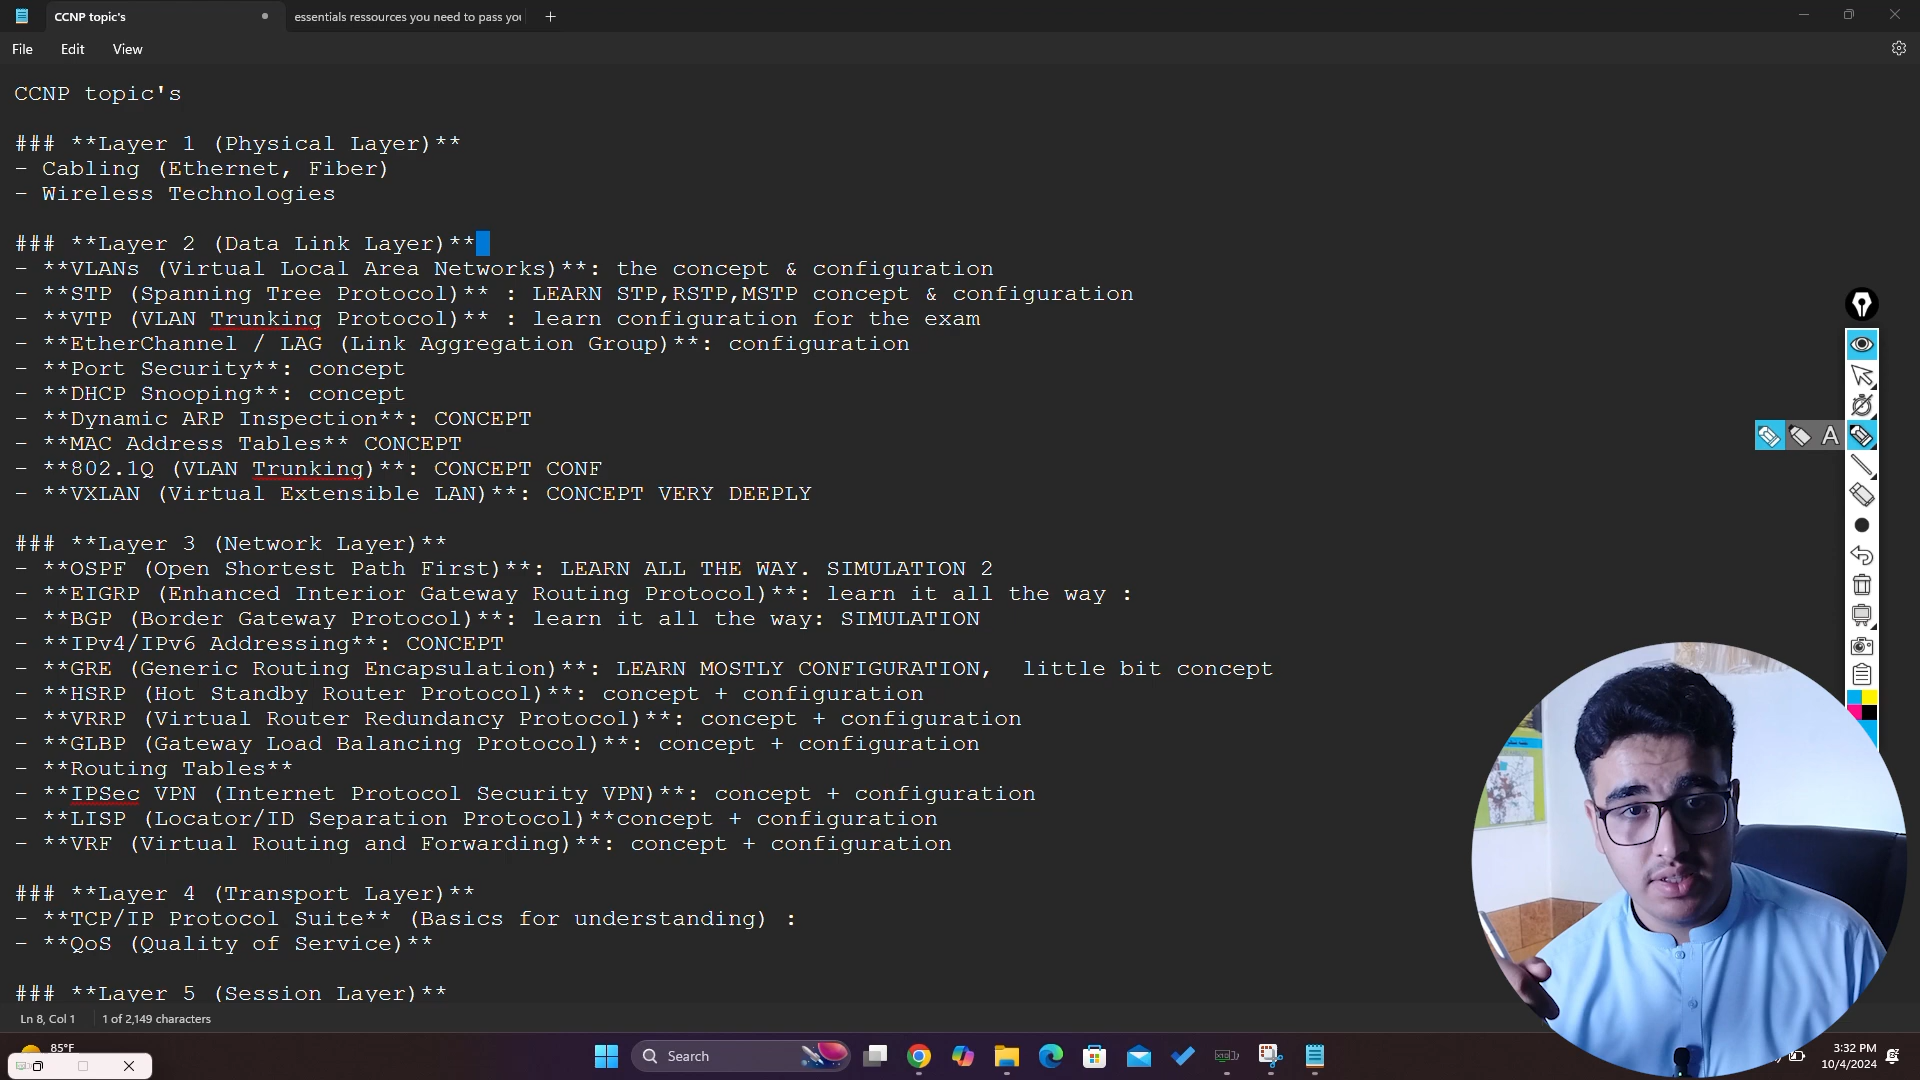 CCNP topic's
essentials ressources you need to pass you
File
Edit
View
CCNP topic's
### **Layer 1 (Physical Layer)**
- Cabling (Ethernet, Fiber)
- Wireless Technologies
### **Layer 2 (Data Link Layer)**
- **VLANs (Virtual Local Area Networks)**: the concept & configuration
- **STP (Spanning Tree Protocol)** : LEARN STP,RSTP,MSTP concept & configuration
- **VTP (VLAN Trunking Protocol)** : learn configuration for the exam
- **EtherChannel / LAG (Link Aggregation Group)**: configuration
- **Port Security**: concept
- **DHCP Snooping**: concept
- **Dynamic ARP Inspection**: CONCEPT
- **MAC Address Tables** CONCEPT
- **802.1Q (VLAN Trunking)**: CONCEPT CONF
- **VXLAN (Virtual Extensible LAN)**: CONCEPT VERY DEEPLY
### **Layer 3 (Network Layer)**
- **OSPF (Open Shortest Path First)**: LEARN ALL THE WAY. SIMULATION 2
- **EIGRP (Enhanced Interior Gateway Routing Protocol)**: learn it all the way :
- **BGP (Border Gateway Protocol)**: learn it all the way: SIMULATION
- **IPv4/IPv6 Addressing**: CONCEPT
- **GRE (Generic Routing Encapsulation)**: LEARN MOSTLY CONFIGURATION,  little bit concept
- **HSRP (Hot Standby Router Protocol)**: concept + configuration
- **VRRP (Virtual Router Redundancy Protocol)**: concept + configuration
- **GLBP (Gateway Load Balancing Protocol)**: concept + configuration
- **Routing Tables**
- **IPSec VPN (Internet Protocol Security VPN)**: concept + configuration
- **LISP (Locator/ID Separation Protocol)**concept + configuration
- **VRF (Virtual Routing and Forwarding)**: concept + configuration
### **Layer 4 (Transport Layer)**
- **TCP/IP Protocol Suite** (Basics for understanding) :
- **QoS (Quality of Service)**
### **Layer 5 (Session Layer)**
A
Ln 8, Col 1
1 of 2,149 characters
85°F
Search
3:32 PM
10/4/2024